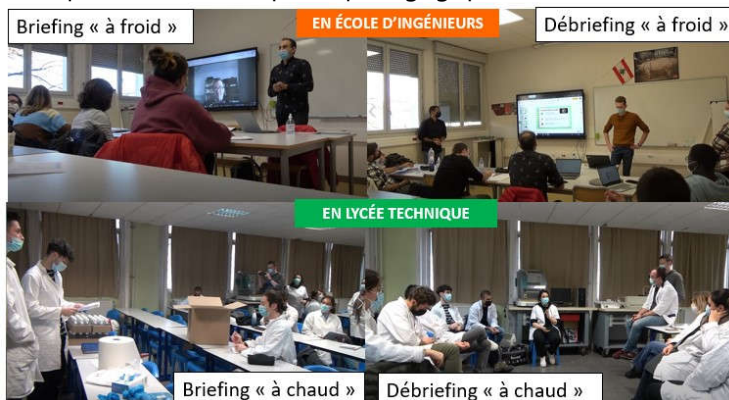 Briefing « à froid »
EN ÉCOLE D'INGÉNIEURS
Débriefing « à froid »
EN LYCÉE TECHNIQUE
Briefing « à chaud »
Débriefing « à chaud »